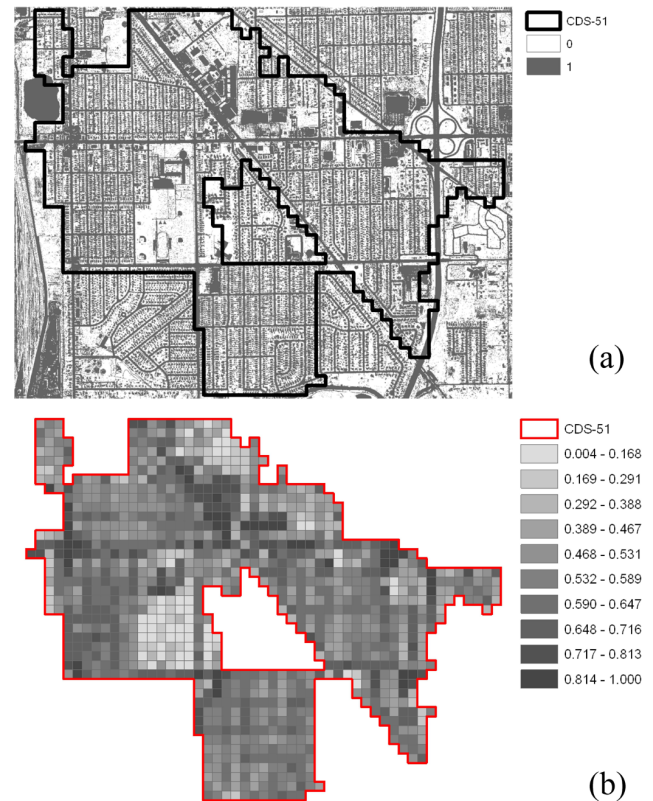 CDS-51
0
1
(a)
CDS-51
0.004 - 0.168
0.169 - 0.291
0.292 - 0.388
0.389 - 0.467
0.468 - 0.531
0.532 - 0.589
0.590 - 0.647
0.648 - 0.716
0.717 - 0.813
0.814 - 1.000
(b)